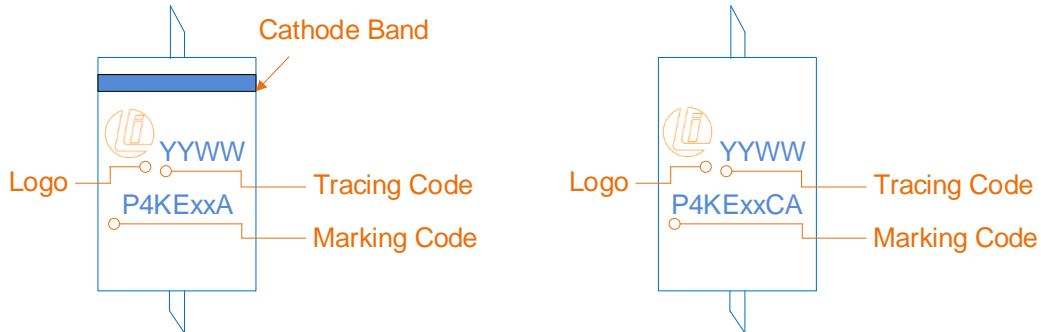 Cathode Band
YYWW
Logo
Tracing Code
P4KExxA
Marking Code
YYWW
Logo
Tracing Code
P4KExxCA
Marking Code